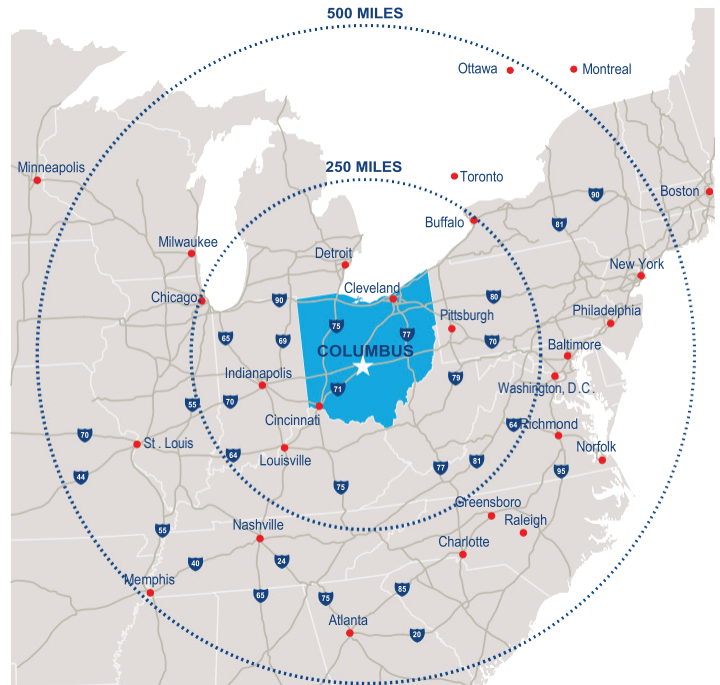 500 MILES
Ottawa
Montreal
250 MILES
Minneapolis
Toronto
Boston
90
Buffalo
81
Milwaukee
Detroit
New York
Chicago
90
Cleveland
80
Pittsburgh
Philadelphia
75
77
65
69
70
Baltimore
COLUMBUS
Indianapolis
79
Washington, D.C.
71
55
70
Cincinnati
64
Richmond
70
St . Louis
64
Louisville
Norfolk
77
81
95
44
75
Greensboro
Raleigh
55
Nashville
Charlotte
40
24
Memphis
65
75
85
Atlanta
20